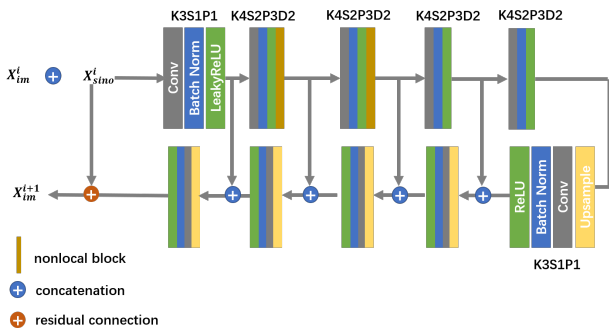 K3S1P1 K4S2P3D2 K4S2P3D2 K4S2P3D2 K4S2P3D2
X^i_im + X^i_sino
Conv
Batch Norm
LeakyReLU
X^{i+1}_im + + + + +
ReLU
Batch Norm
Conv
Upsample
K3S1P1
nonlocal block
+ concatenation
+ residual connection